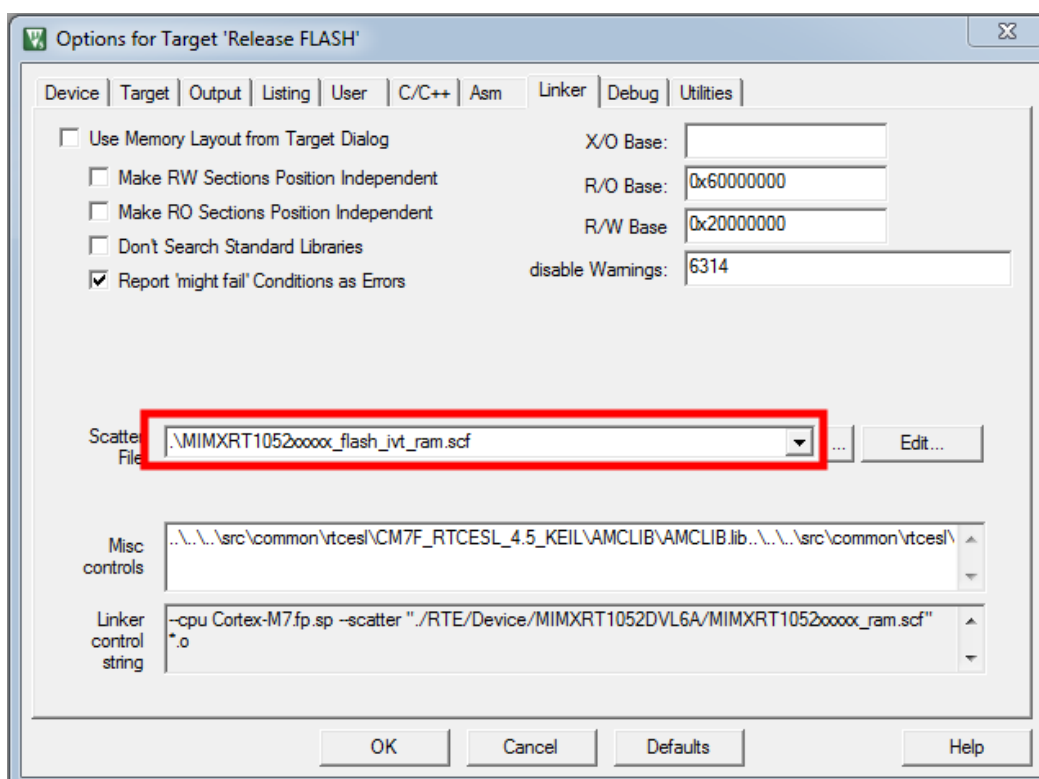 Options for Target 'Release FLASH'
Device Target Output Listing User C/C++ Asm Linker Debug Utilities
Use Memory Layout from Target Dialog
Make RW Sections Position Independent
Make RO Sections Position Independent
Don't Search Standard Libraries
Report 'might fail' Conditions as Errors
X/O Base:
R/O Base: 0x60000000
R/W Base 0x20000000
disable Warnings: 6314
Scatter
File
.\MIMXRT1052xxxxx_flash_ivt_ram.scf
...
Edit...
Misc
controls
..\..\..\src\common\rtcesl\CM7F_RTCESL_4.5_KEIL\AMCLIB\AMCLIB.lib..\..\..\src\common\rtcesl\
Linker
control
string
--cpu Cortex-M7.fp.sp --scatter "./RTE/Device/MIMXRT1052DVL6A/MIMXRT1052xxxxx_ram.scf"
*.o
OK Cancel Defaults Help